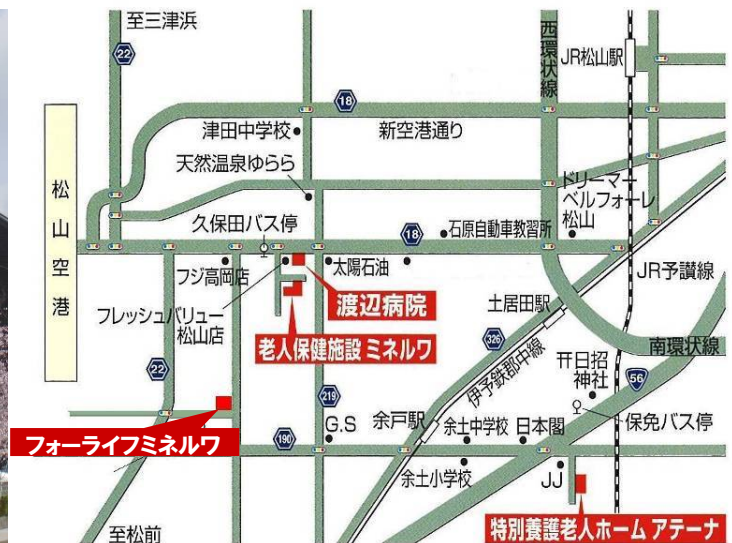 至三津浜
22
18
西環状線
JR松山駅
津田中学校
新空港通り
天然温泉ゆらら
松山空港
久保田バス停
18
石原自動車教習所
ドリーマー
ベルフォーレ
松山
フジ高岡店
太陽石油
JR予讃線
渡辺病院
フレッシュバリュー
松山店
土居田駅
老人保健施設 ミネルワ
326
伊予鉄郡中線
南環状線
22
日招
神社
56
219
フォーライフミネルワ
190
G.S
余戸駅
余土中学校
日本閣
保免バス停
余土小学校
JJ
至松前
特別養護老人ホーム アテーナ